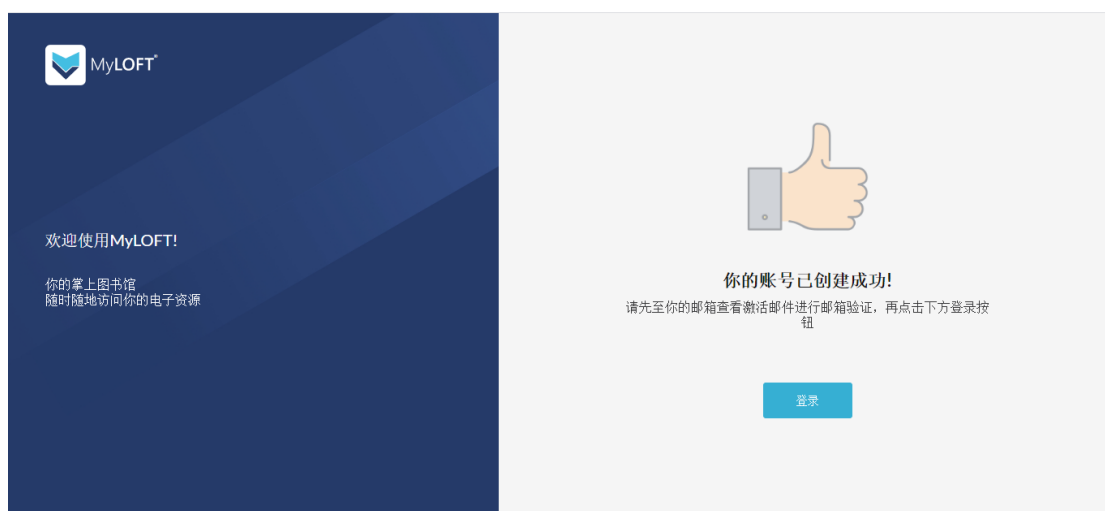 MyLOFT®
欢迎使用MyLOFT!
你的掌上图书馆
随时随地访问你的电子资源
你的账号已创建成功!
请先至你的邮箱查看激活邮件进行邮箱验证，再点击下方登录按
钮
登录